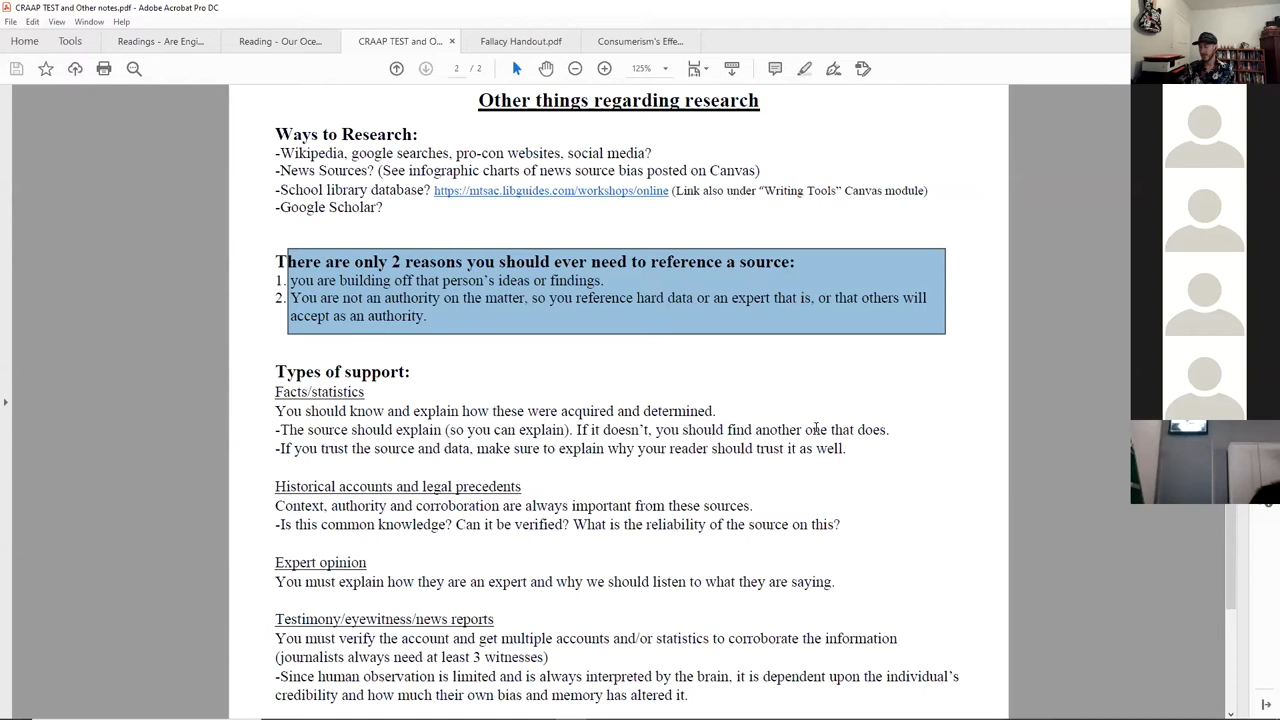 CRAAP TEST and Other notes.pdf - Adobe Acrobat Pro DC
File Edit View Window Help
Home Tools Readings - Are Engi... Reading - Our Oce... CRAAP TEST and O... × Fallacy Handout.pdf Consumerism's Effe...
2 / 2 125%
Other things regarding research
Ways to Research:
-Wikipedia, google searches, pro-con websites, social media?
-News Sources? (See infographic charts of news source bias posted on Canvas)
-School library database? https://mtsac.libguides.com/workshops/online (Link also under “Writing Tools” Canvas module)
-Google Scholar?
There are only 2 reasons you should ever need to reference a source:
1. you are building off that person’s ideas or findings.
2. You are not an authority on the matter, so you reference hard data or an expert that is, or that others will
accept as an authority.
Types of support:
Facts/statistics
You should know and explain how these were acquired and determined.
-The source should explain (so you can explain). If it doesn’t, you should find another one that does.
-If you trust the source and data, make sure to explain why your reader should trust it as well.
Historical accounts and legal precedents
Context, authority and corroboration are always important from these sources.
-Is this common knowledge? Can it be verified? What is the reliability of the source on this?
Expert opinion
You must explain how they are an expert and why we should listen to what they are saying.
Testimony/eyewitness/news reports
You must verify the account and get multiple accounts and/or statistics to corroborate the information
(journalists always need at least 3 witnesses)
-Since human observation is limited and is always interpreted by the brain, it is dependent upon the individual’s
credibility and how much their own bias and memory has altered it.